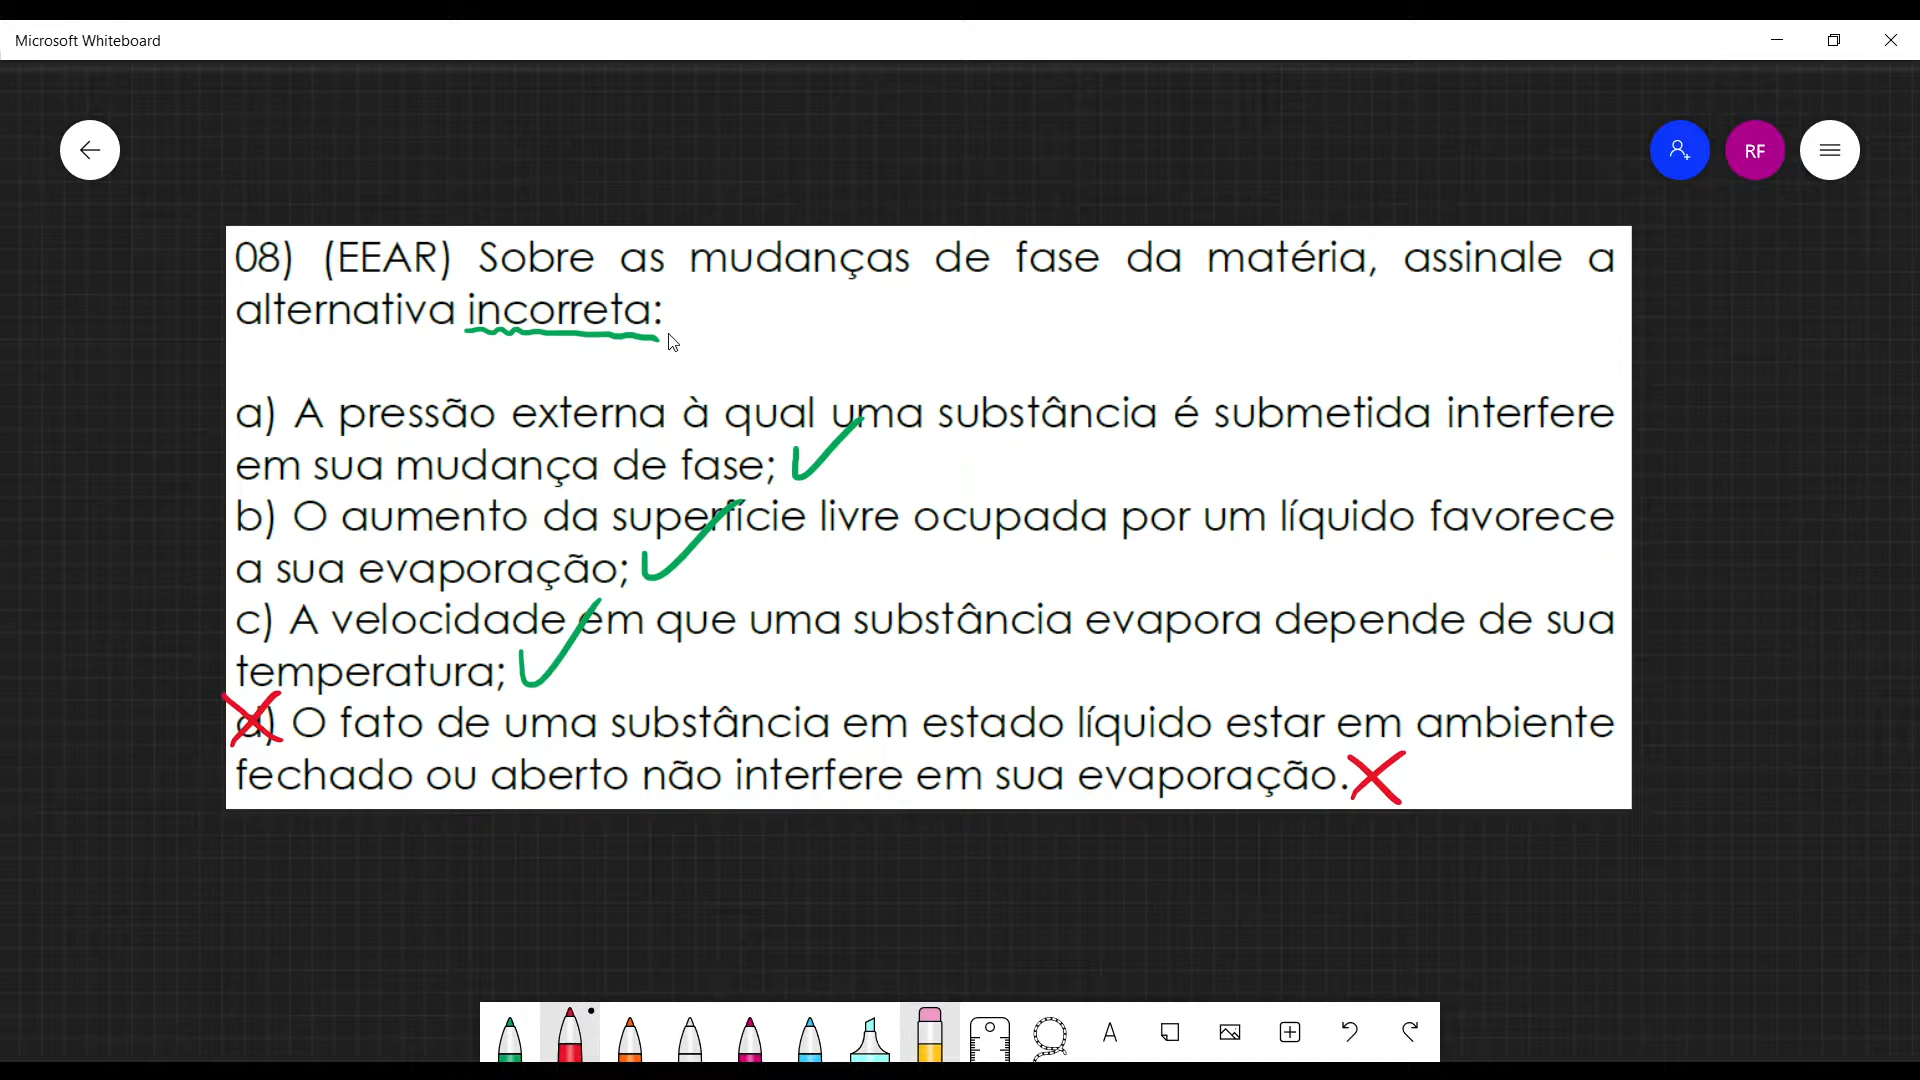 Microsoft Whiteboard
RF
08) (EEAR) Sobre as mudanças de fase da matéria, assinale a
alternativa incorreta:
a) A pressão externa à qual uma substância é submetida interfere
em sua mudança de fase;
b) O aumento da superfície livre ocupada por um líquido favorece
a sua evaporação;
c) A velocidade em que uma substância evapora depende de sua
temperatura;
d) O fato de uma substância em estado líquido estar em ambiente
fechado ou aberto não interfere em sua evaporação.